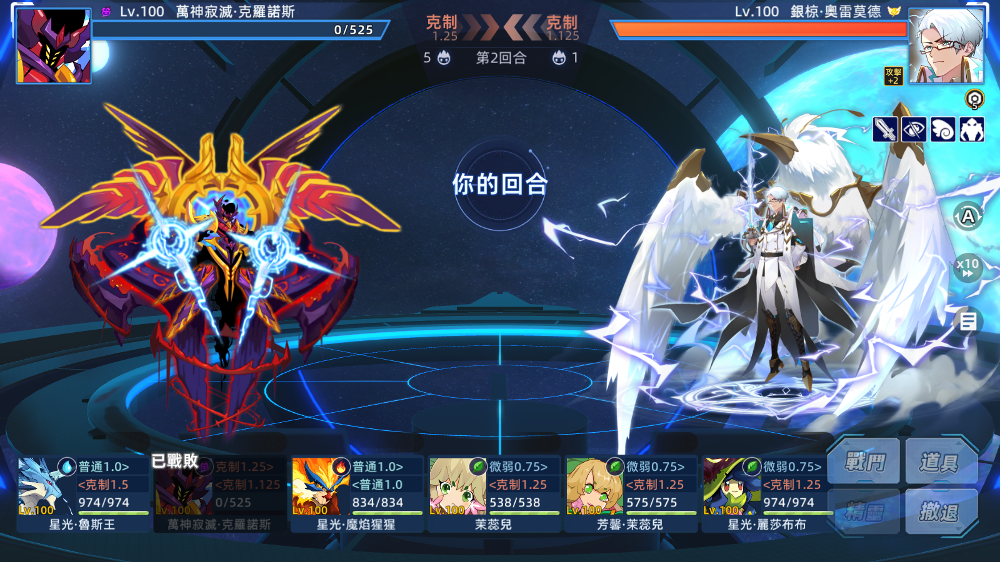 Lv.100 萬神寂滅·克羅諾斯
0/525
克制
1.25
克制
1.125
5
第2回合
1
Lv.100 銀椋·奧雷莫德
攻擊
+2
5
你的回合
A
x10
普通1.0>
<克制1.5
974/974
Lv.100
星光·魯斯王
已戰敗
克制1.25>
<克制1.125
0/525
Lv.100
萬神寂滅·克羅諾斯
普通1.0>
<普通1.0
834/834
Lv.100
星光·魔焰猩猩
微弱0.75>
<克制1.25
538/538
Lv.100
茉蕊兒
微弱0.75>
<克制1.25
575/575
Lv.100
芳馨·茉蕊兒
微弱0.75>
<克制1.25
974/974
Lv.100
星光·麗莎布布
戰鬥
道具
精靈
撤退